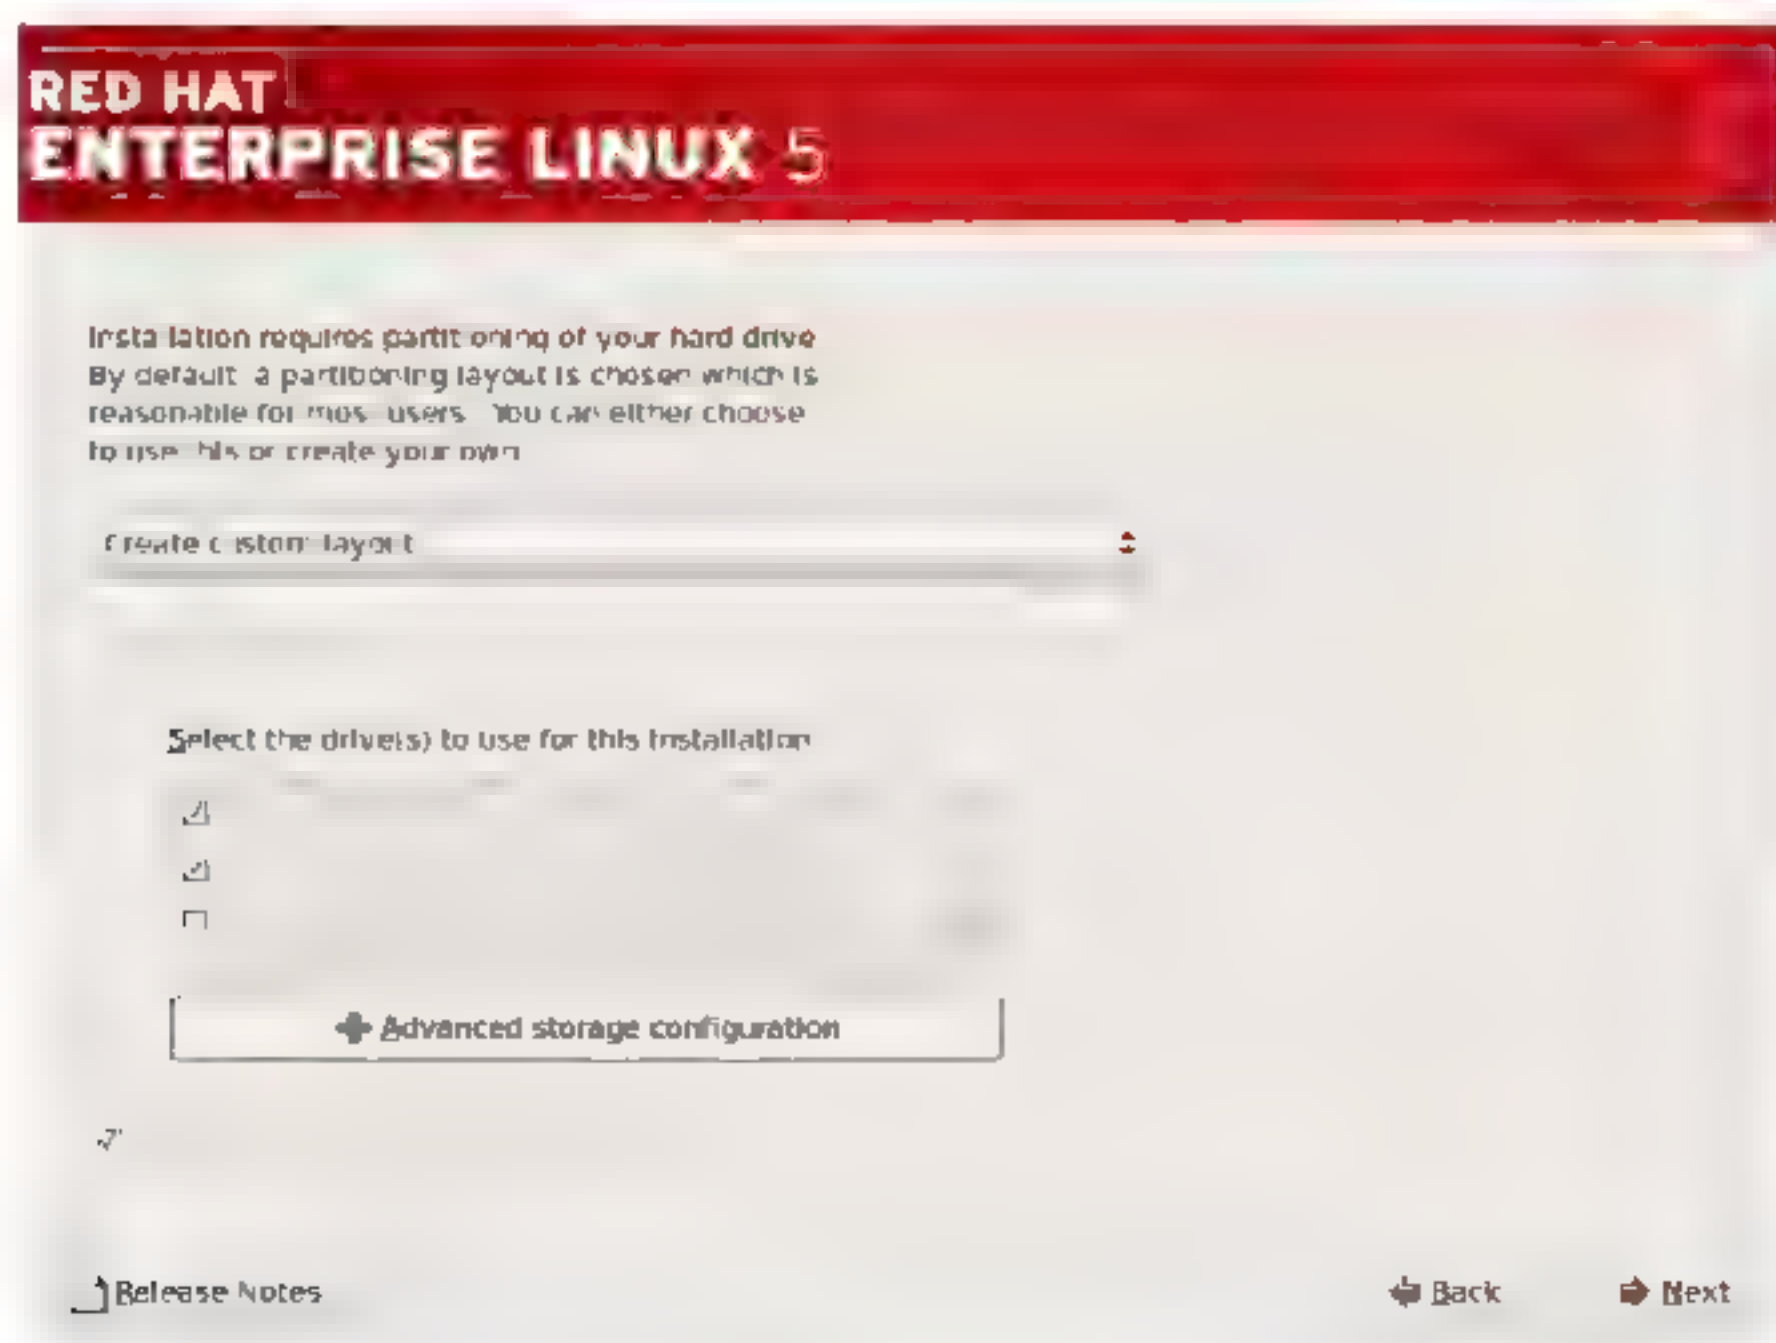 RED HAT
ENTERPRISE LINUX 5
Installation requires partitioning of your hard drive
By default a partitioning layout is chosen which is
reasonable for most users You can either choose
to use this or create your own
Create custom layout
Select the drive(s) to use for this installation
Advanced storage configuration
Release Notes
Back
Next